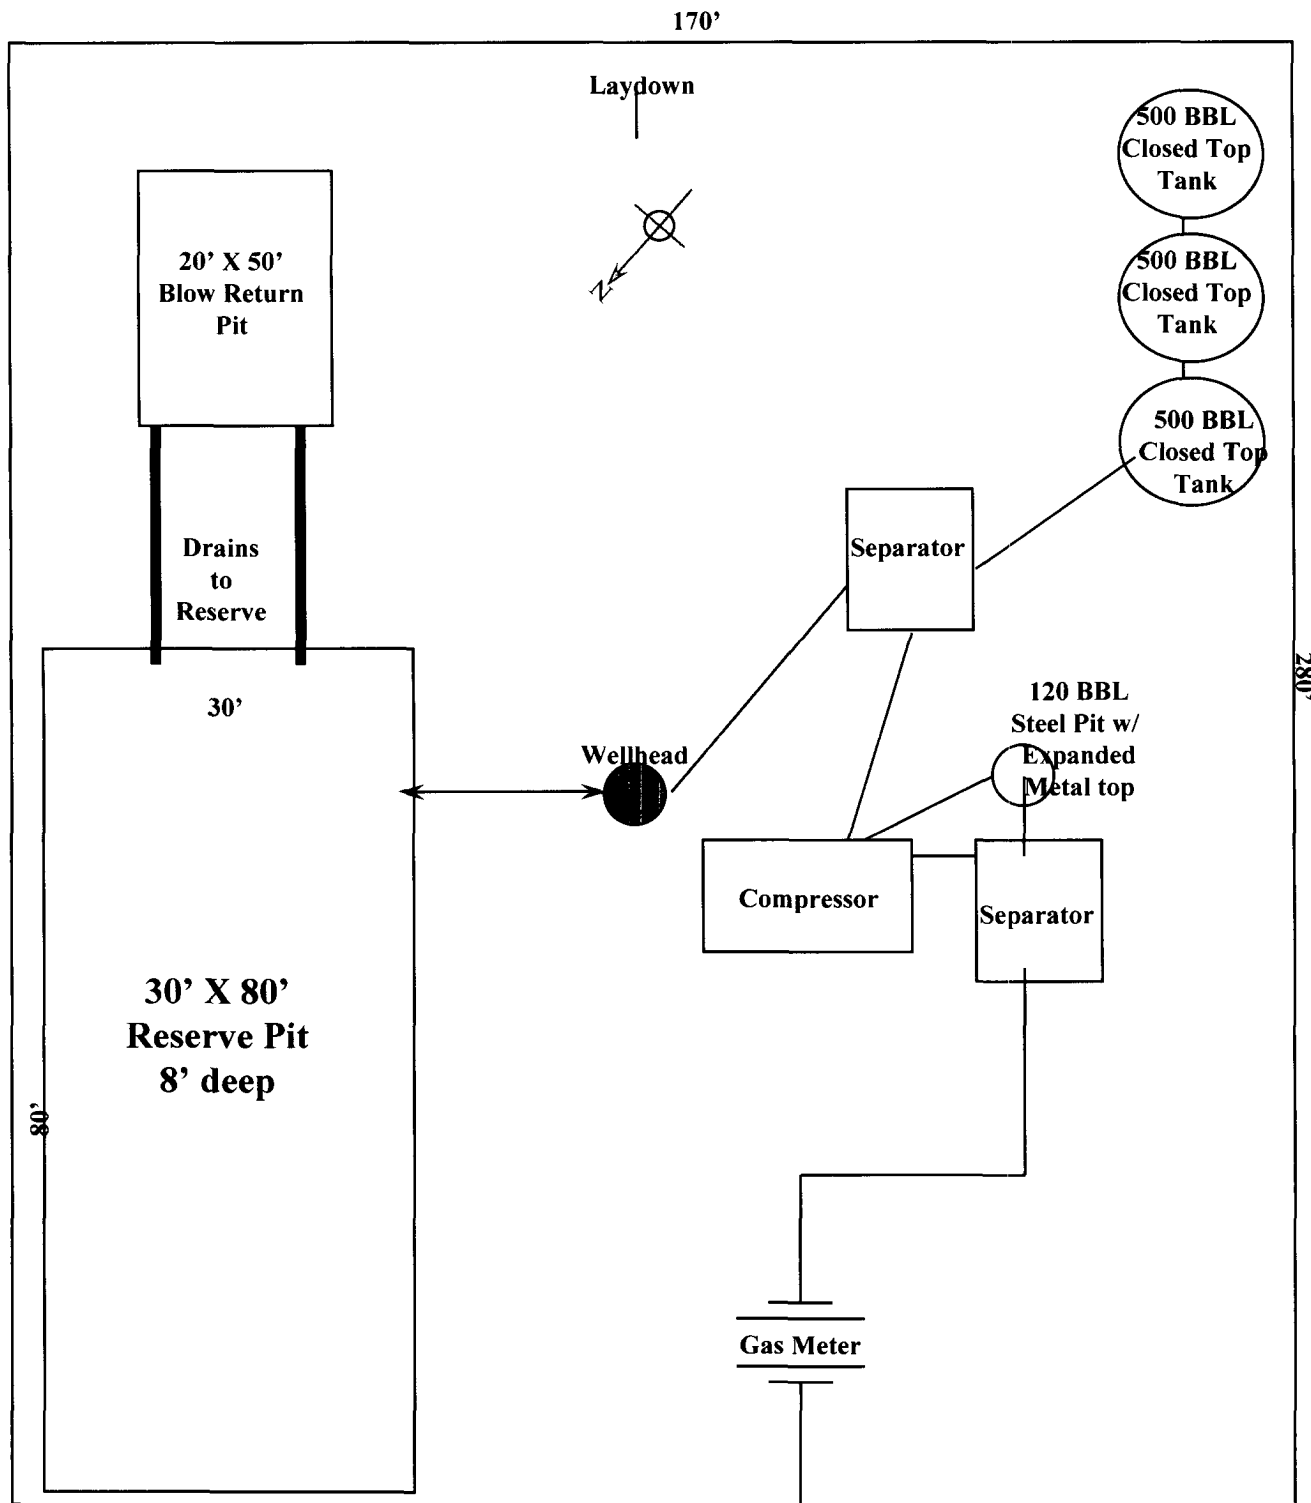 170’
Laydown
500 BBL
Closed Top
Tank
20’ X 50’
Blow Return
Pit
N
500 BBL
Closed Top
Tank
500 BBL
Closed Top
Tank
Separator
Drains
to
Reserve
280’
30’
120 BBL
Steel Pit w/
Expanded
Metal top
Wellhead
Compressor
Separator
30’ X 80’
Reserve Pit
8’ deep
80’
Gas Meter